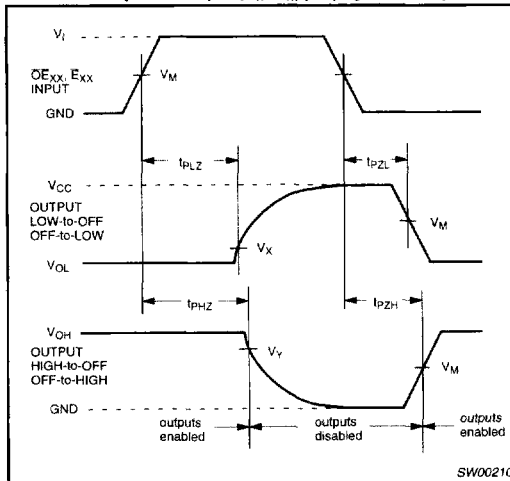 VI
OEXX, EXX
INPUT
VM
GND
tPLZ
tPZL
VCC
OUTPUT
LOW-to-OFF
OFF-to-LOW
VM
VX
VOL
tPHZ
tPZH
VOH
OUTPUT
HIGH-to-OFF
OFF-to-HIGH
VY
VM
GND
outputs
enabled
outputs
disabled
outputs
enabled
SW00210